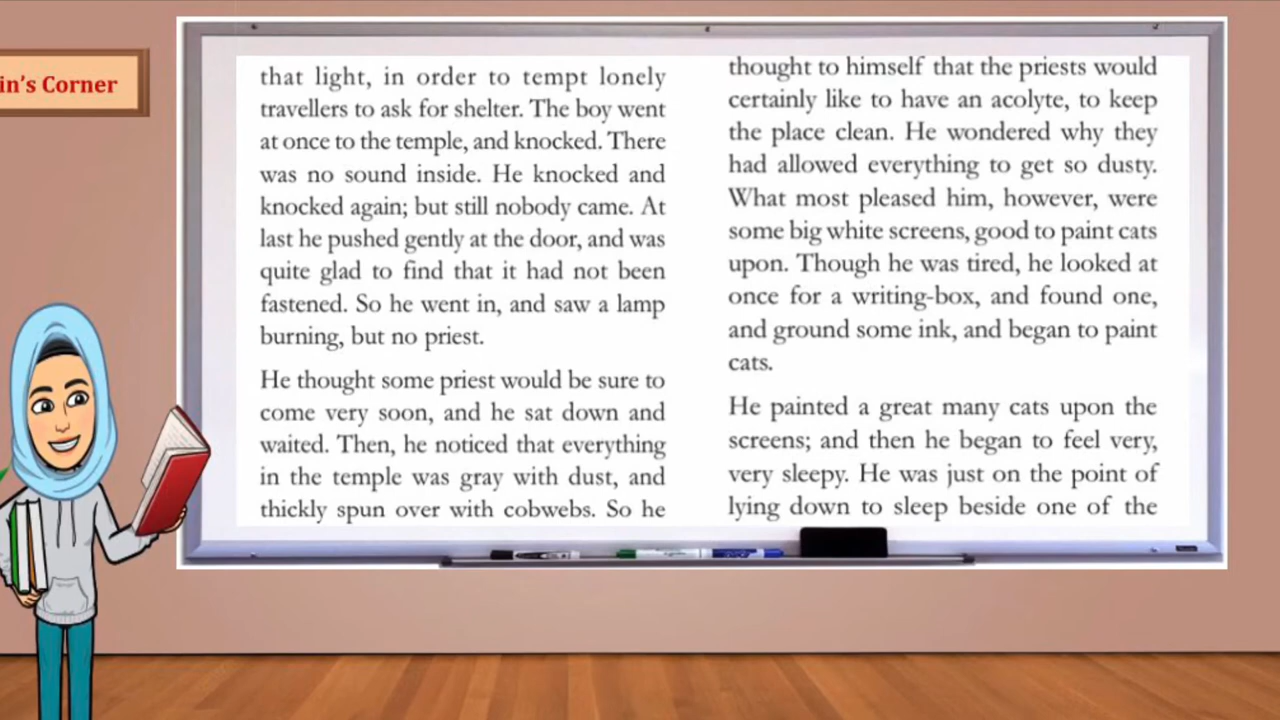 in's Corner
that light, in order to tempt lonely
travellers to ask for shelter. The boy went
at once to the temple, and knocked. There
was no sound inside. He knocked and
knocked again; but still nobody came. At
last he pushed gently at the door, and was
quite glad to find that it had not been
fastened. So he went in, and saw a lamp
burning, but no priest.
He thought some priest would be sure to
come very soon, and he sat down and
waited. Then, he noticed that everything
in the temple was gray with dust, and
thickly spun over with cobwebs. So he
thought to himself that the priests would
certainly like to have an acolyte, to keep
the place clean. He wondered why they
had allowed everything to get so dusty.
What most pleased him, however, were
some big white screens, good to paint cats
upon. Though he was tired, he looked at
once for a writing-box, and found one,
and ground some ink, and began to paint
cats.
He painted a great many cats upon the
screens; and then he began to feel very,
very sleepy. He was just on the point of
lying down to sleep beside one of the